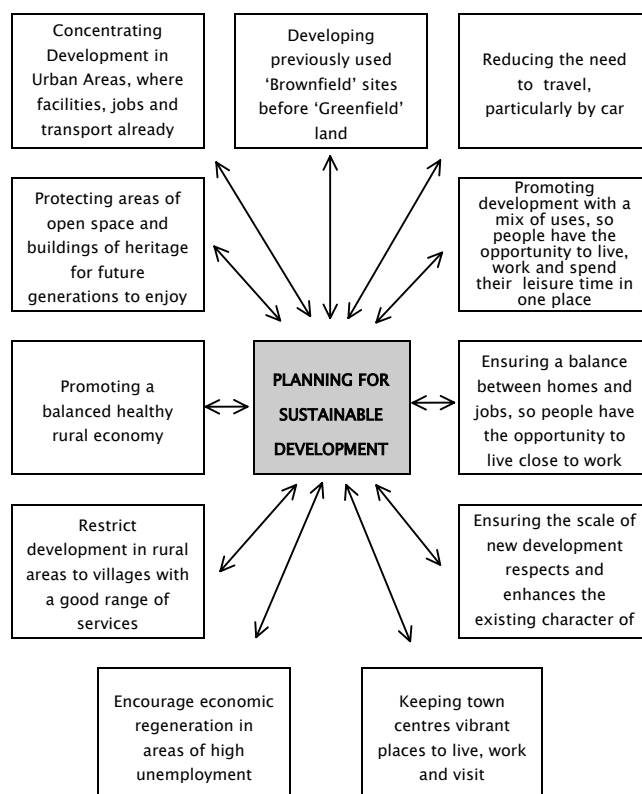 Concentrating
Development in
Urban Areas, where
facilities, jobs and
transport already
Developing
previously used
‘Brownfield’ sites
before ‘Greenfield’
land
Reducing the need
to travel,
particularly by car
Protecting areas of
open space and
buildings of heritage
for future
generations to enjoy
Promoting
development with a
mix of uses, so
people have the
opportunity to live,
work and spend
their leisure time in
one place
Promoting a
balanced healthy
rural economy
PLANNING FOR
SUSTAINABLE
DEVELOPMENT
Ensuring a balance
between homes and
jobs, so people have
the opportunity to
live close to work
Restrict
development in rural
areas to villages with
a good range of
services
Ensuring the scale of
new development
respects and
enhances the
existing character of
Encourage economic
regeneration in
areas of high
unemployment
Keeping town
centres vibrant
places to live, work
and visit